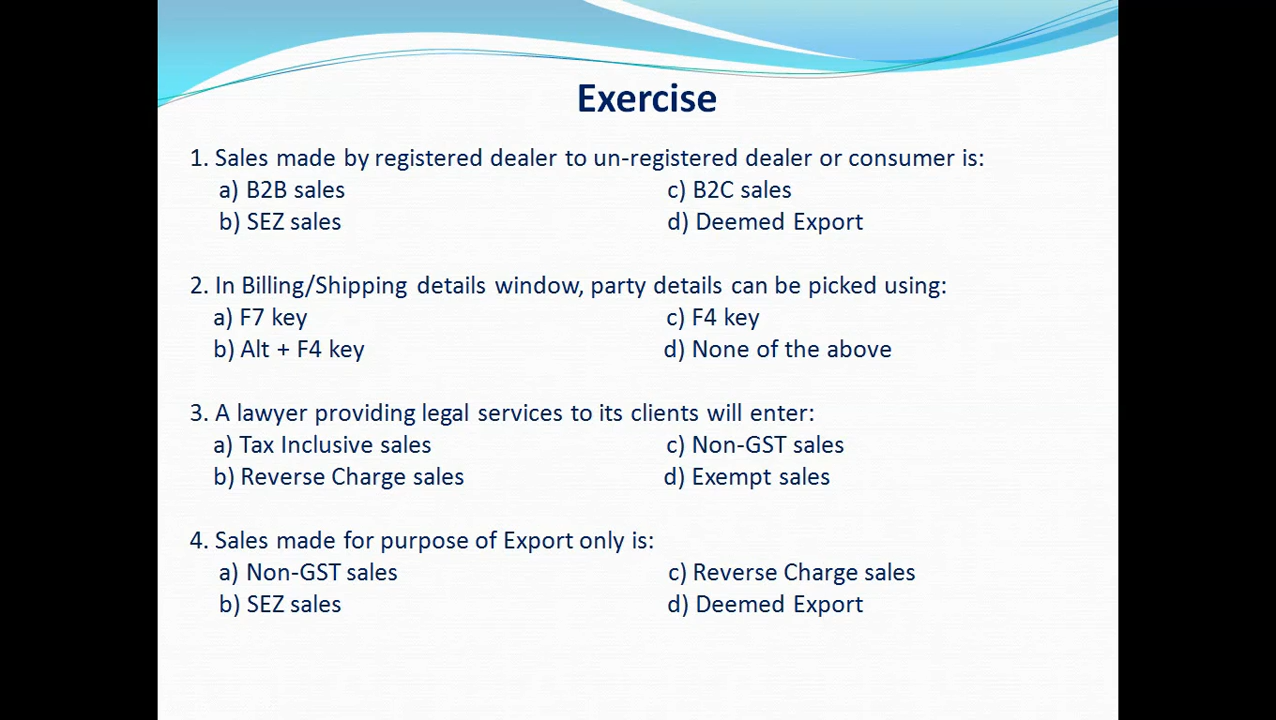 Exercise
1. Sales made by registered dealer to un-registered dealer or consumer is:
a) B2B sales c) B2C sales
b) SEZ sales d) Deemed Export
2. In Billing/Shipping details window, party details can be picked using:
a) F7 key c) F4 key
b) Alt + F4 key d) None of the above
3. A lawyer providing legal services to its clients will enter:
a) Tax Inclusive sales c) Non-GST sales
b) Reverse Charge sales d) Exempt sales
4. Sales made for purpose of Export only is:
a) Non-GST sales c) Reverse Charge sales
b) SEZ sales d) Deemed Export